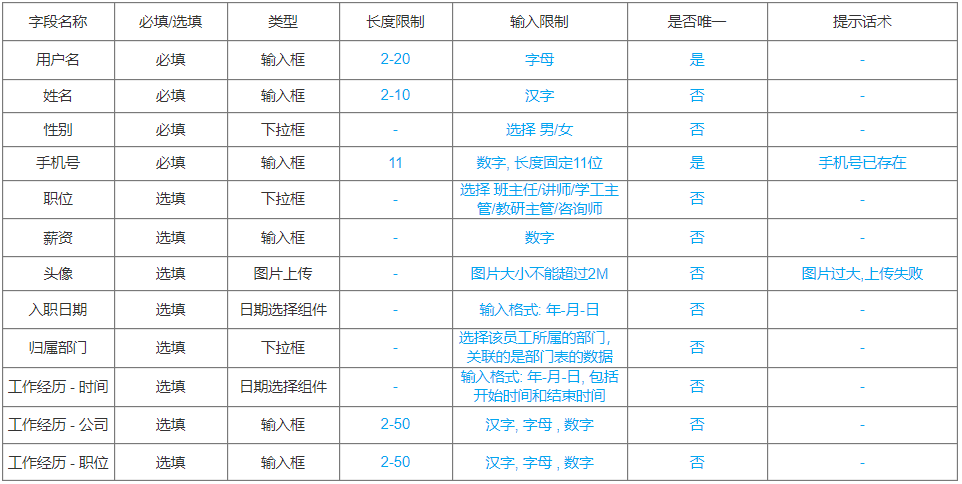 字段名称 必填/选填 类型 长度限制 输入限制 是否唯一 提示话术
用户名 必填 输入框 2-20 字母 是 -
姓名 必填 输入框 2-10 汉字 否 -
性别 必填 下拉框 - 选择 男/女 否 -
手机号 必填 输入框 11 数字, 长度固定11位 是 手机号已存在
职位 选填 下拉框 - 选择 班主任/讲师/学工主
管/教研主管/咨询师 否 -
薪资 选填 输入框 - 数字 否 -
头像 选填 图片上传 - 图片大小不能超过2M 否 图片过大,上传失败
入职日期 选填 日期选择组件 - 输入格式: 年-月-日 否 -
归属部门 选填 下拉框 - 选择该员工所属的部门,
关联的是部门表的数据 否 -
工作经历 - 时间 选填 日期选择组件 - 输入格式: 年-月-日, 包括
开始时间和结束时间 否 -
工作经历 - 公司 选填 输入框 2-50 汉字, 字母 , 数字 否 -
工作经历 - 职位 选填 输入框 2-50 汉字, 字母 , 数字 否 -